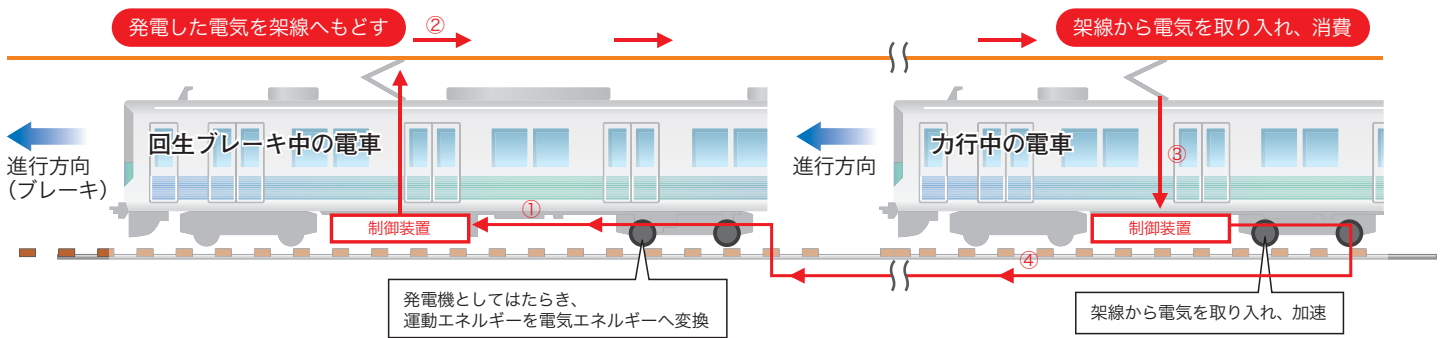 発電した電気を架線へもどす
②
架線から電気を取り入れ、消費
回生ブレーキ中の電車
力行中の電車
進行方向
（ブレーキ）
進行方向
③
①
制御装置
制御装置
④
発電機としてはたらき、
運動エネルギーを電気エネルギーへ変換
架線から電気を取り入れ、加速